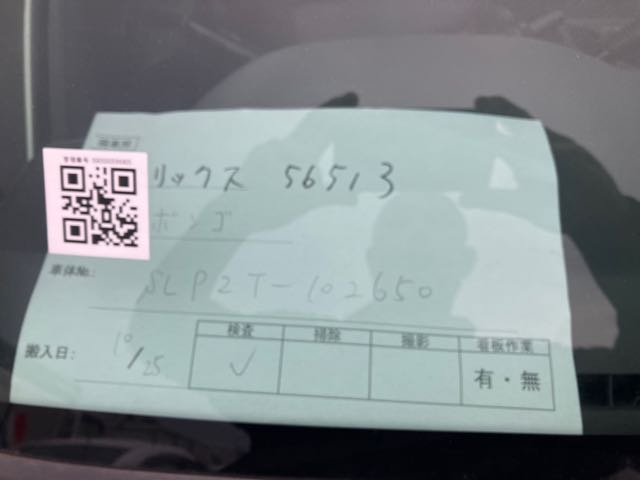 リックス 56513
ボンゴ
車体No.: SLP2T-102650
搬入日: 10/25
検査 掃除 撮影 看板作業
✓ 有・無